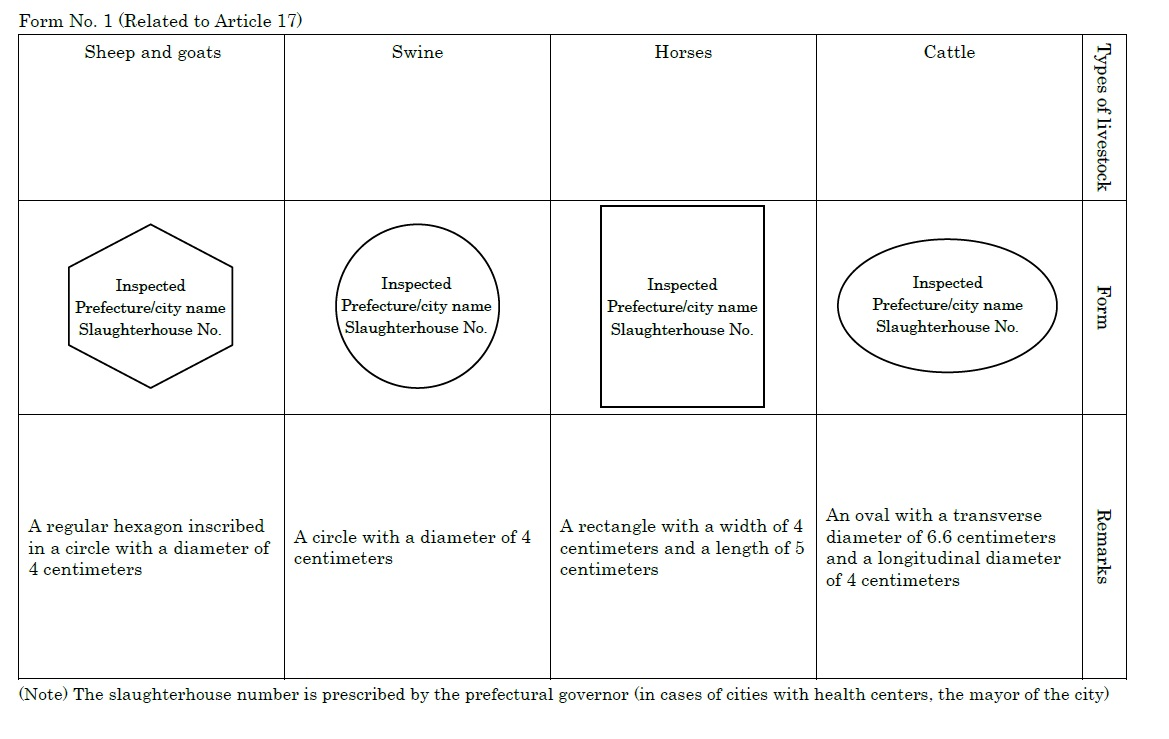 Form No. 1 (Related to Article 17)
Sheep and goats
Swine
Horses
Cattle
Types of livestock
Inspected
Prefecture/city name
Slaughterhouse No.
Inspected
Prefecture/city name
Slaughterhouse No.
Inspected
Prefecture/city name
Slaughterhouse No.
Inspected
Prefecture/city name
Slaughterhouse No.
Form
A regular hexagon inscribed
in a circle with a diameter of
4 centimeters
A circle with a diameter of 4
centimeters
A rectangle with a width of 4
centimeters and a length of 5
centimeters
An oval with a transverse
diameter of 6.6 centimeters
and a longitudinal diameter
of 4 centimeters
Remarks
(Note) The slaughterhouse number is prescribed by the prefectural governor (in cases of cities with health centers, the mayor of the city)